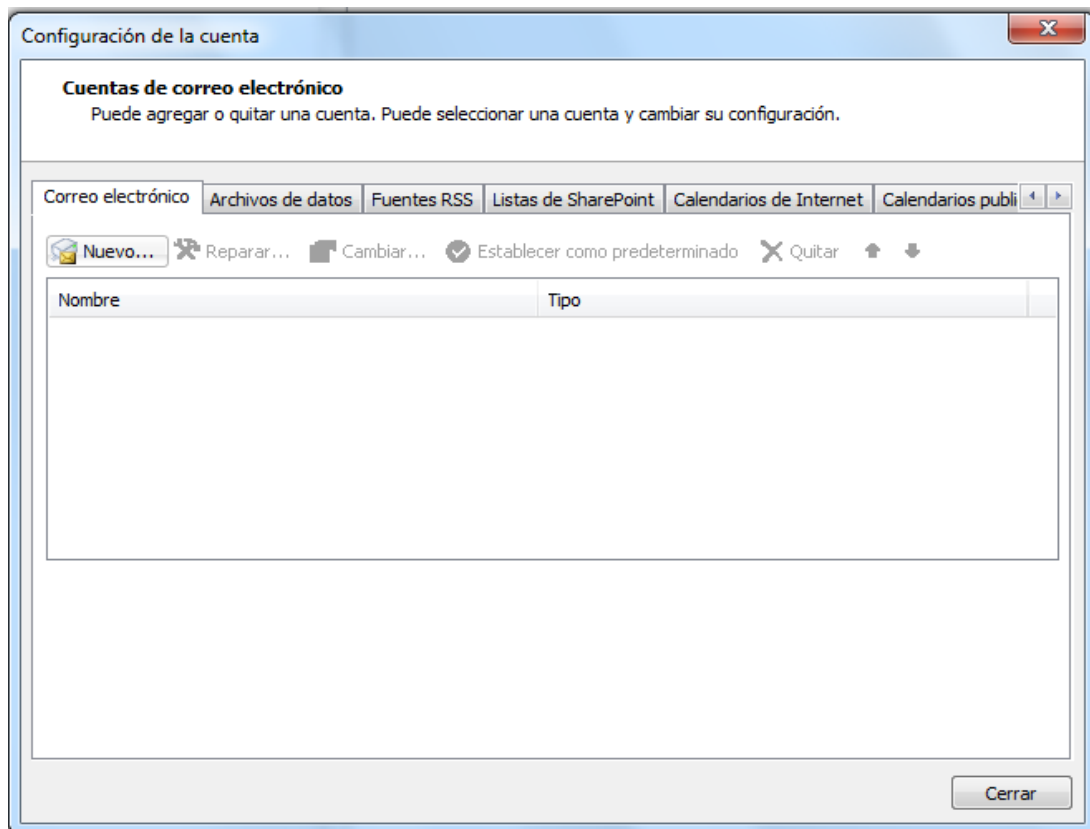 Configuración de la cuenta
Cuentas de correo electrónico
Puede agregar o quitar una cuenta. Puede seleccionar una cuenta y cambiar su configuración.
Correo electrónico Archivos de datos Fuentes RSS Listas de SharePoint Calendarios de Internet Calendarios publi
Nuevo... Reparar... Cambiar... Establecer como predeterminado Quitar
Nombre Tipo
Cerrar